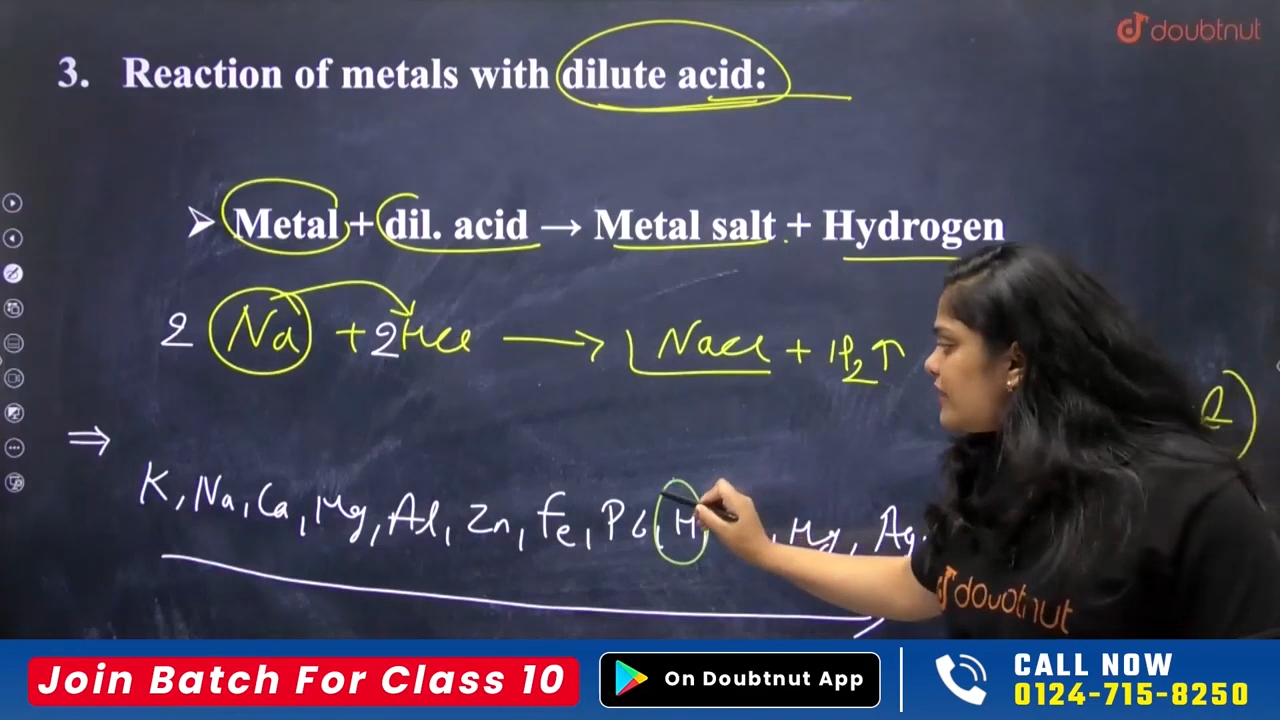 doubtnut
3. Reaction of metals with dilute acid:
➢ Metal + dil. acid → Metal salt + Hydrogen
2 Na + 2HCl ⟶ NaCl + H2↑
2)
⇒
K, Na, Ca, Mg, Al, Zn, Fe, Pb, H, Hg, Ag
doubtnut
Join Batch For Class 10
On Doubtnut App
CALL NOW
0124-715-8250